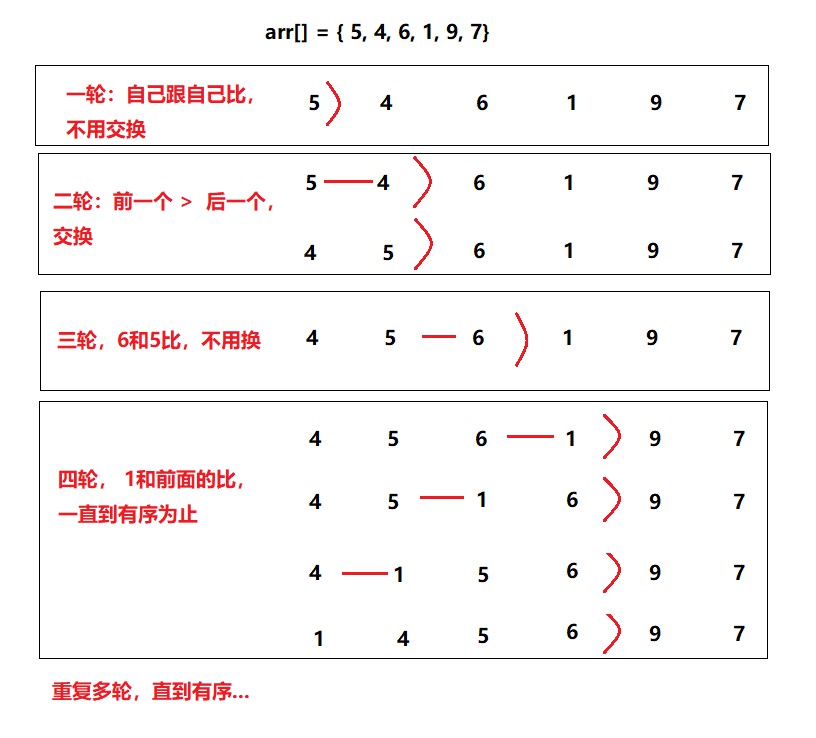 arr[] = { 5, 4, 6, 1, 9, 7}
一轮：自己跟自己比，
不用交换
5 4 6 1 9 7
二轮：前一个 > 后一个，
交换
5 4 6 1 9 7
4 5 6 1 9 7
三轮，6和5比，不用换
4 5 6 1 9 7
四轮， 1和前面的比，
一直到有序为止
4 5 6 1 9 7
4 5 1 6 9 7
4 1 5 6 9 7
1 4 5 6 9 7
重复多轮，直到有序...